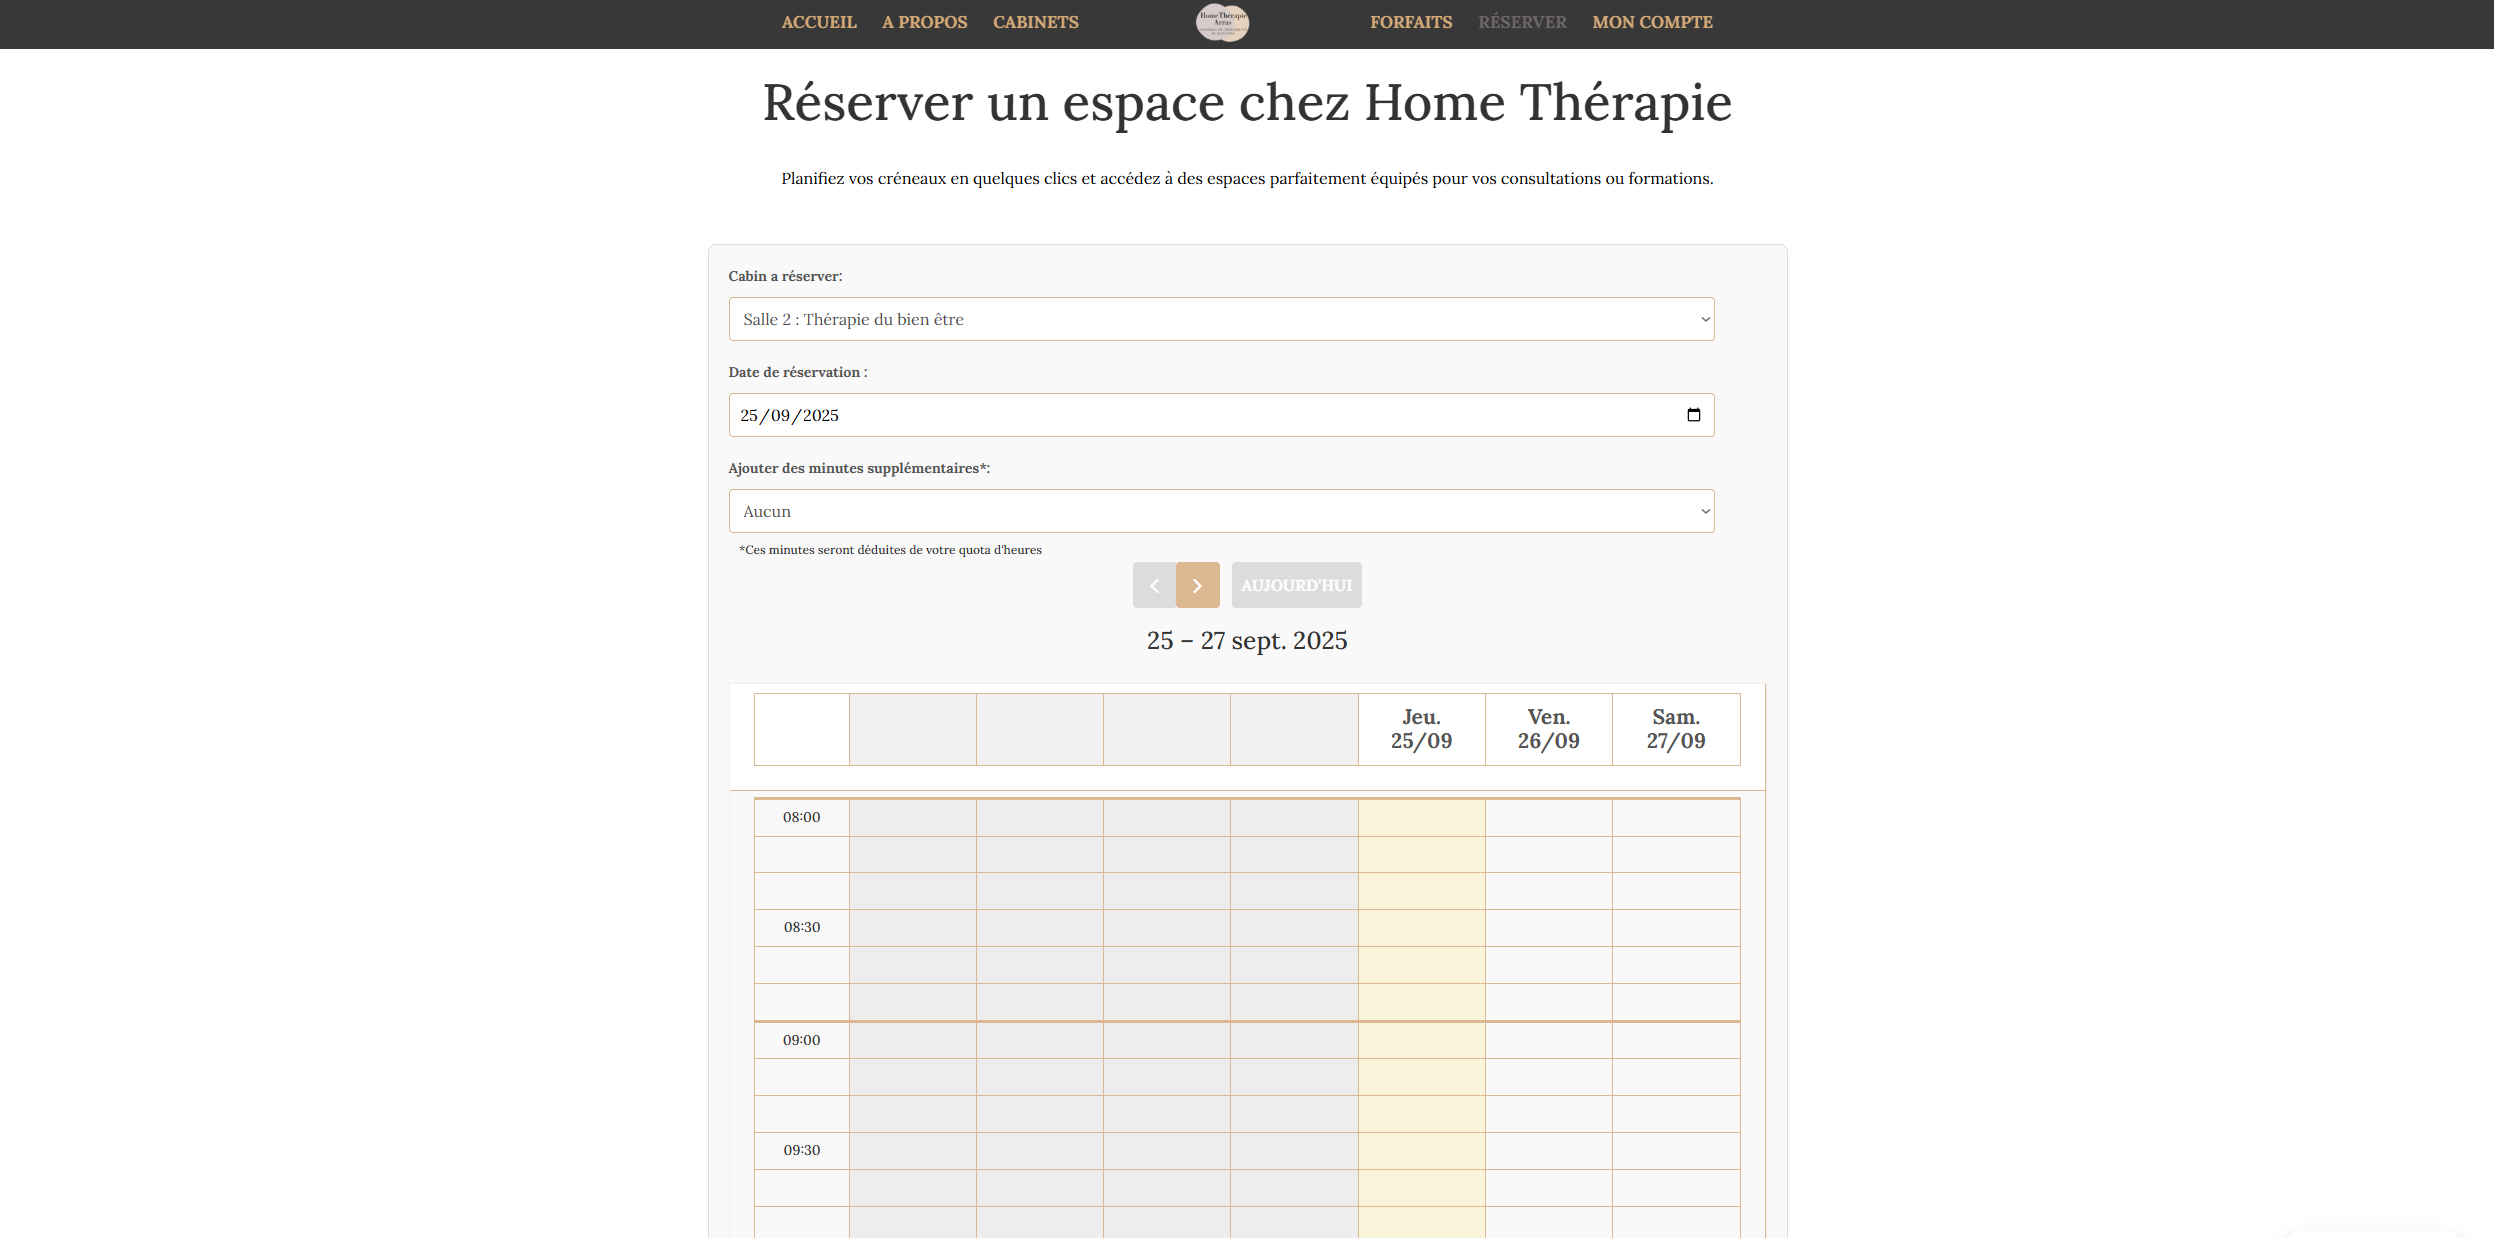 ACCUEIL A PROPOS CABINETS Home Thérapie Arras FORFAITS RÉSERVER MON COMPTE
Réserver un espace chez Home Thérapie
Planifiez vos créneaux en quelques clics et accédez à des espaces parfaitement équipés pour vos consultations ou formations.
Cabin a réserver:
Salle 2 : Thérapie du bien être
Date de réservation :
25/09/2025
Ajouter des minutes supplémentaires*:
Aucun
*Ces minutes seront déduites de votre quota d'heures
AUJOURD'HUI
25 – 27 sept. 2025
Jeu. 25/09 Ven. 26/09 Sam. 27/09
08:00
08:30
09:00
09:30